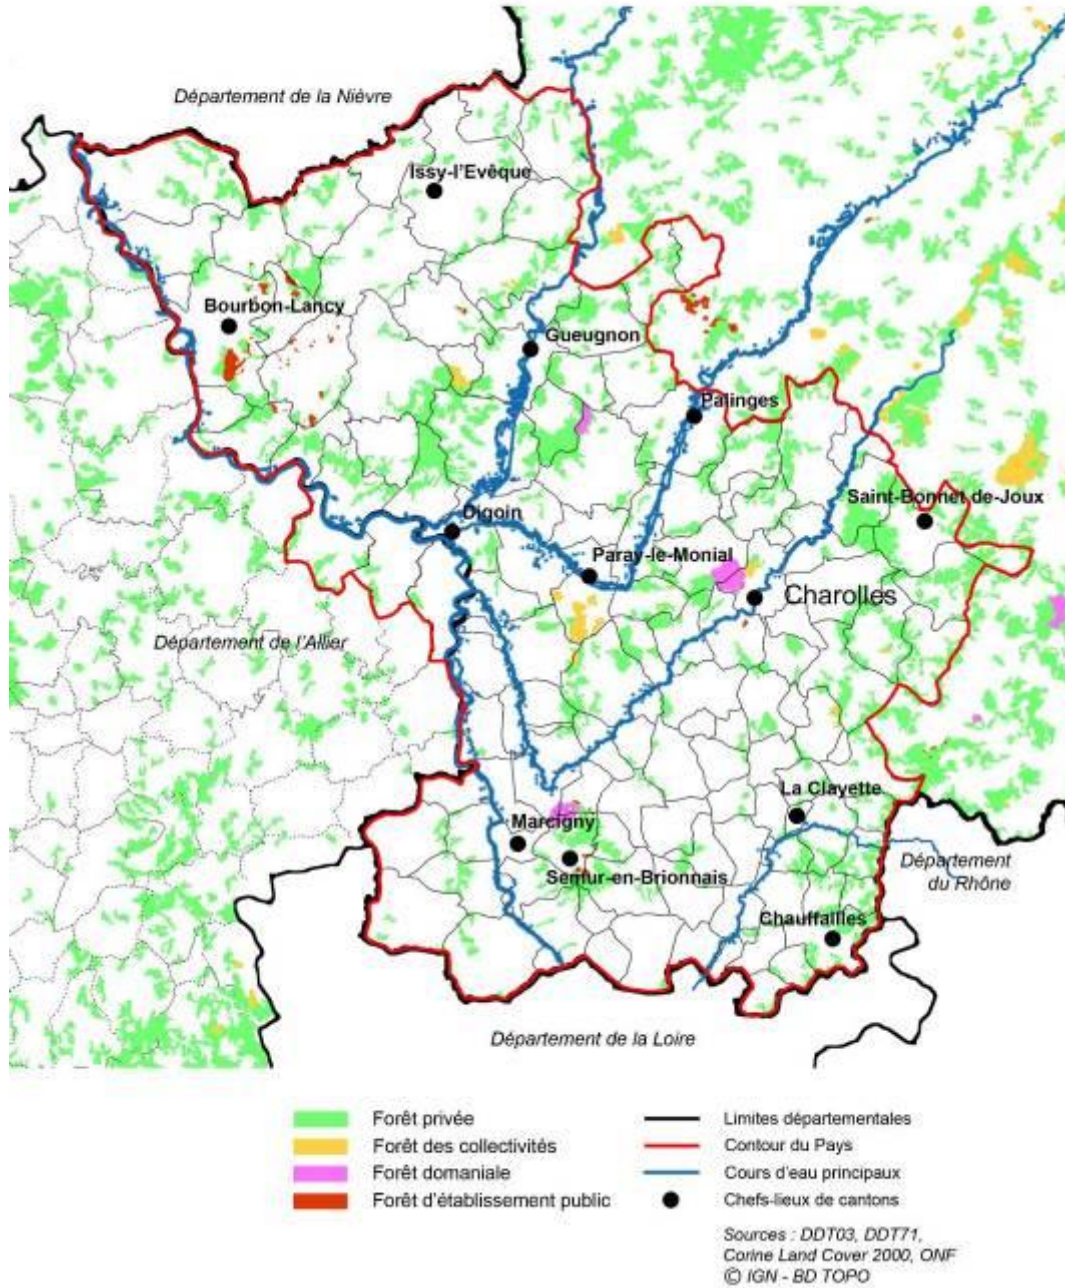 Département de la Nièvre
Issy-l'Evêque
Bourbon-Lancy
Gueugnon
Palinges
Saint-Bonnet de-Joux
Digoin
Paray-le-Monial
Charolles
Département de l'Allier
La Clayette
Marcigny
Département
du Rhône
Semur-en-Brionnais
Chauffailles
Département de la Loire
Forêt privée
Forêt des collectivités
Forêt domaniale
Forêt d'établissement public
Limites départementales
Contour du Pays
Cours d'eau principaux
Chefs-lieux de cantons
Sources : DDT03, DDT71,
Corine Land Cover 2000, ONF
© IGN - BD TOPO